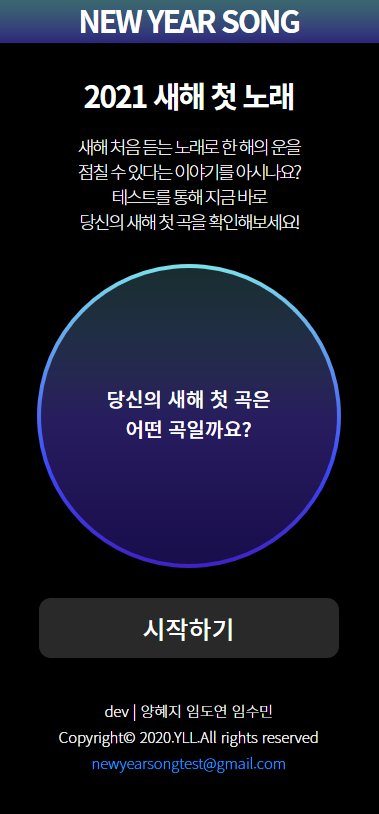 NEW YEAR SONG
2021 새해 첫 노래
새해 처음 듣는 노래로 한 해의 운을
점칠 수 있다는 이야기를 아시나요?
테스트를 통해 지금 바로
당신의 새해 첫 곡을 확인해보세요!
당신의 새해 첫 곡은
어떤 곡일까요?
시작하기
dev | 양혜지 임도연 임수민
Copyright© 2020.YLL.All rights reserved
newyearsongtest@gmail.com